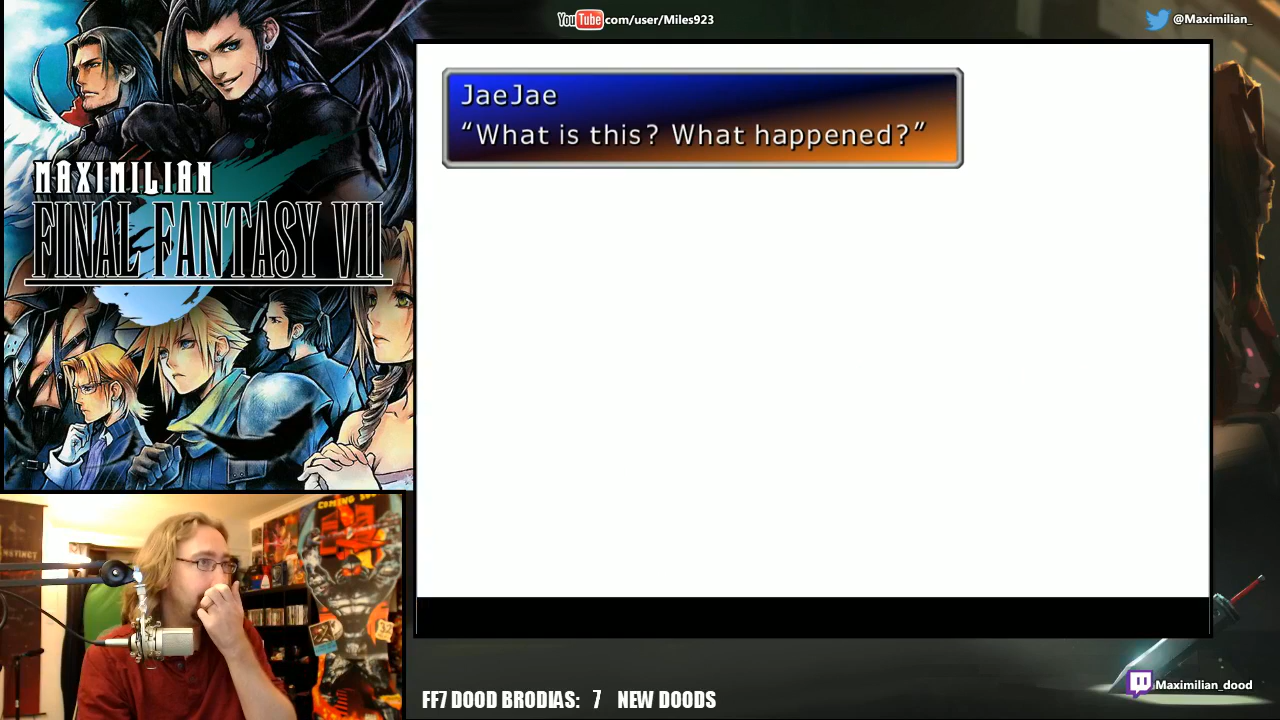 YouTube.com/user/Miles923
@Maximilian_
JaeJae
“What is this? What happened?”
MAXIMILIAN
FINAL FANTASY VII
FF7 DOOD BRODIAS: 7 NEW DOODS
Maximilian_dood